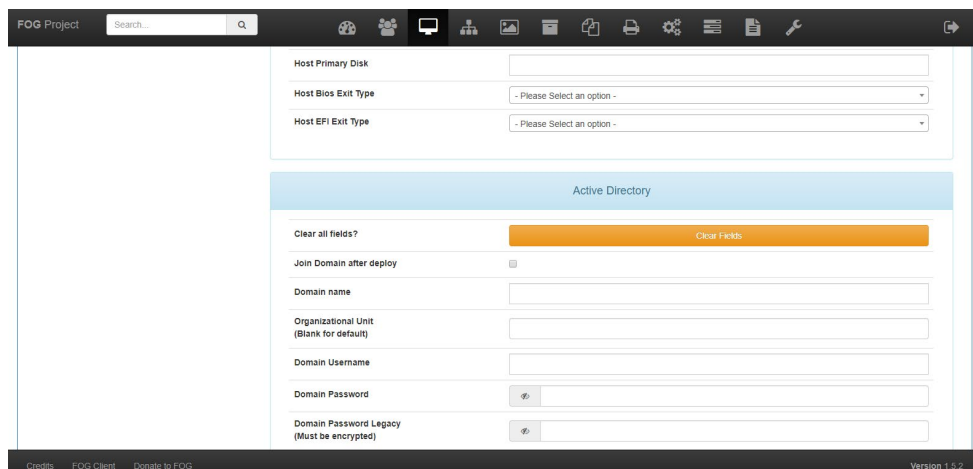 FOG Project
Search...
Host Primary Disk
Host Bios Exit Type
- Please Select an option -
Host EFI Exit Type
- Please Select an option -
Active Directory
Clear all fields?
Clear Fields
Join Domain after deploy
Domain name
Organizational Unit
(Blank for default)
Domain Username
Domain Password
Domain Password Legacy
(Must be encrypted)
Credits FOG Client Donate to FOG
Version 1.5.2